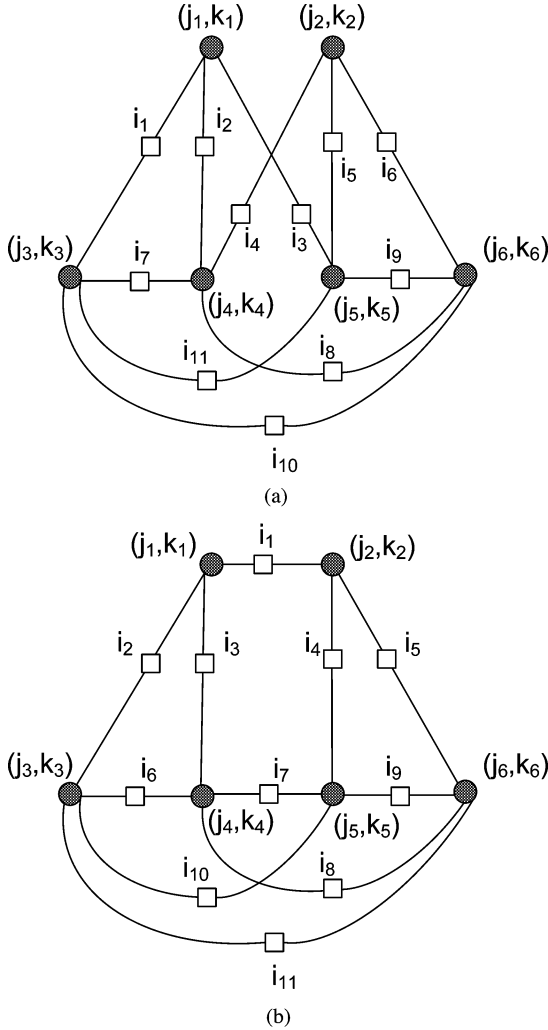 (j₁,k₁) (j₂,k₂)
i₁ i₂ i₅ i₆
i₄ i₃
(j₃,k₃) i₇ i₉ (j₆,k₆)
(j₄,k₄) (j₅,k₅)
i₁₁ i₈
i₁₀
(a)
(j₁,k₁) i₁ (j₂,k₂)
i₂ i₃ i₄ i₅
(j₃,k₃) i₆ i₇ i₉ (j₆,k₆)
(j₄,k₄) (j₅,k₅)
i₁₀ i₈
i₁₁
(b)